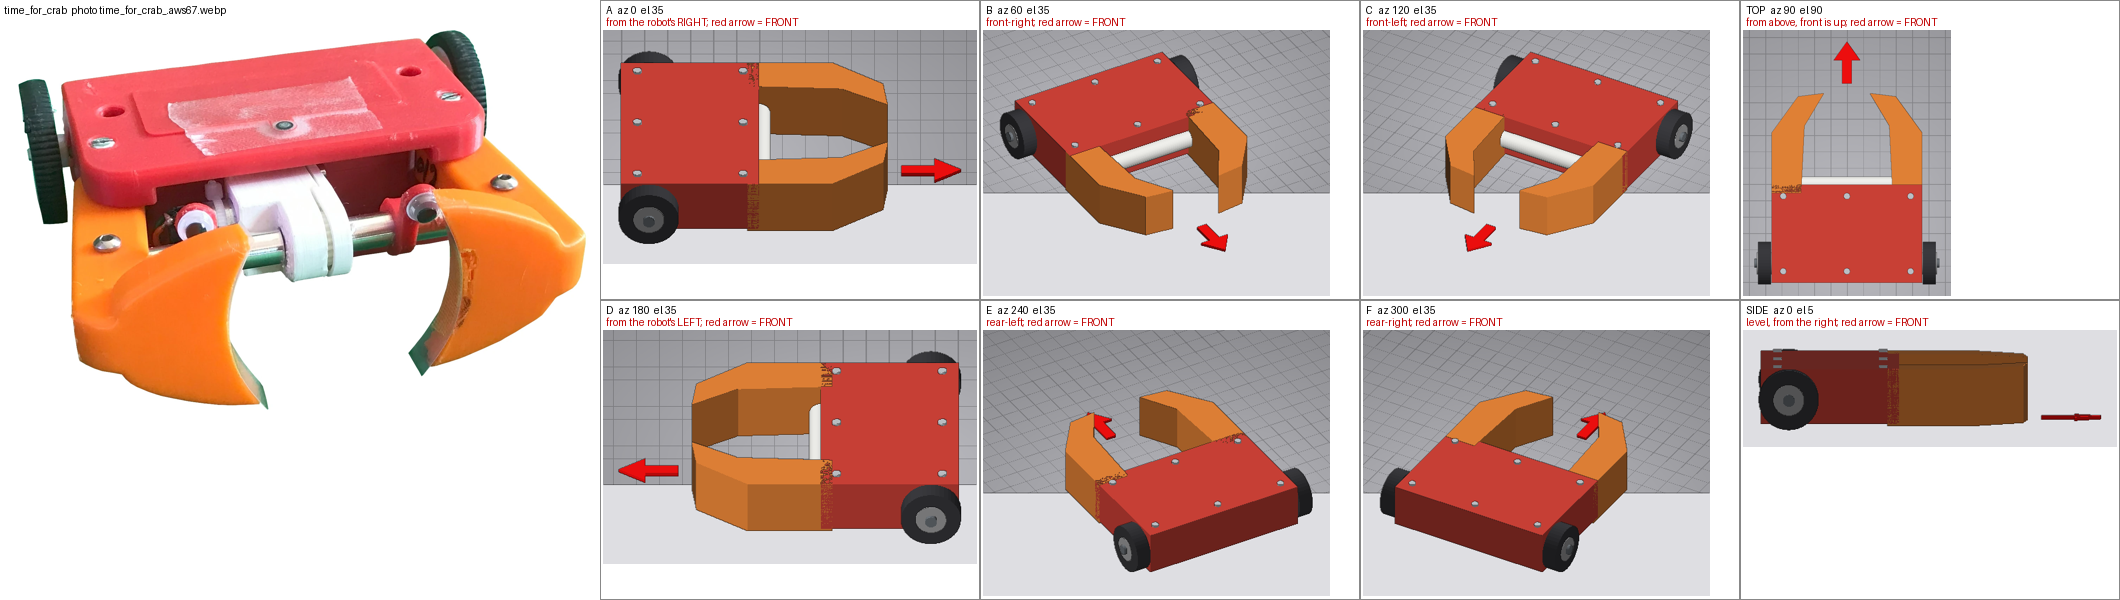 time_for_crab photo time_for_crab_.aws67.webp
A az 0 el 35
from the robot's RIGHT; red arrow = FRONT
B az 60 el 35
front-right; red arrow = FRONT
C az 120 el 35
front-left; red arrow = FRONT
TOP az 90 el 90
from above, front is up; red arrow = FRONT
D az 180 el 35
from the robot's LEFT; red arrow = FRONT
E az 240 el 35
rear-left; red arrow = FRONT
F az 300 el 35
rear-right; red arrow = FRONT
SIDE az 0 el 5
level, from the right; red arrow = FRONT